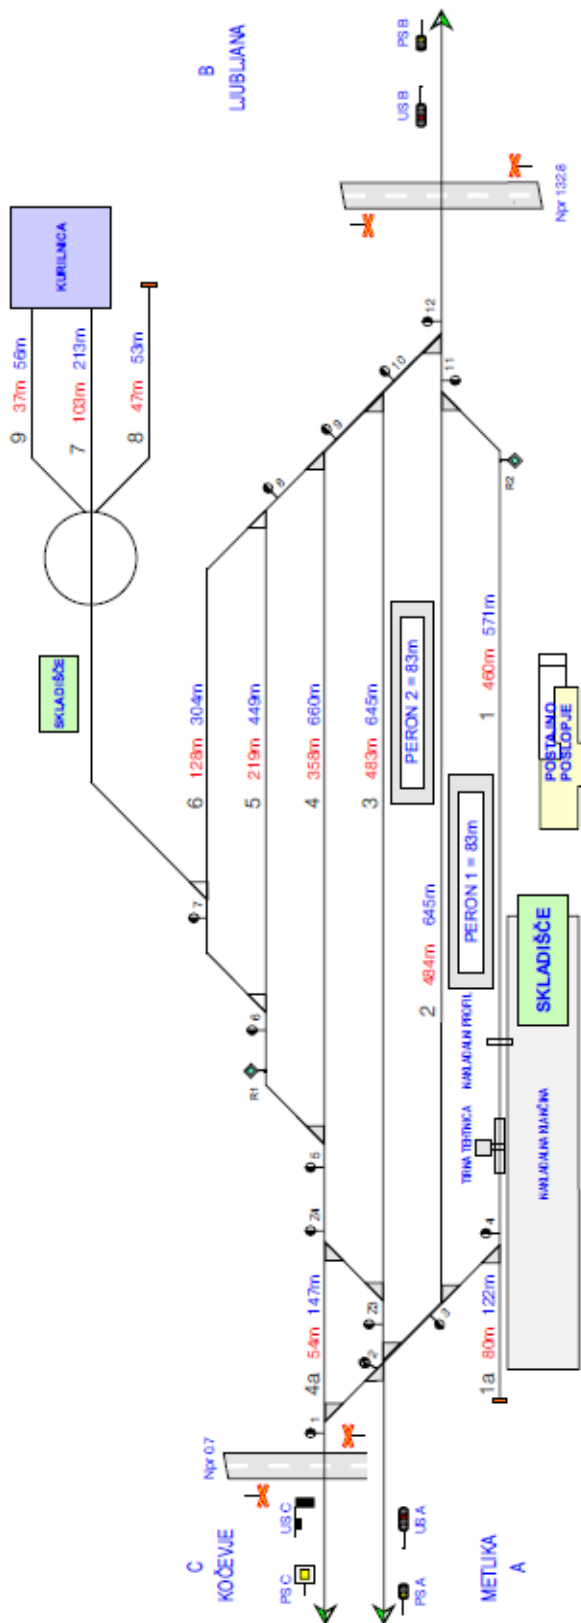 KURILNICA
9 37m 56m
7 103m 213m
8 47m 53m
SKLADIŠČE
C
KOČEVJE
B
LJUBLJANA
Npr 0.7
7
6 128m 304m
R1
6
5 219m 449m
8
PS C
US C
1
4a 54m 147m
Z4
5
4 358m 660m
9
2
Z3
3 483m 645m
10
PS A
US A
3
PERON 2 = 83m
2 484m 645m
12
11
US B
PS B
METLIKA
A
PERON 1 = 83m
TIRNA TEHTNICA
NAKLADALNI PROFIL
1a 80m 122m
4
1 460m 571m
R2
NAKLADALNA KLANČINA
SKLADIŠČE
POSTAJNO
POSLOPJE
Npr 132.8